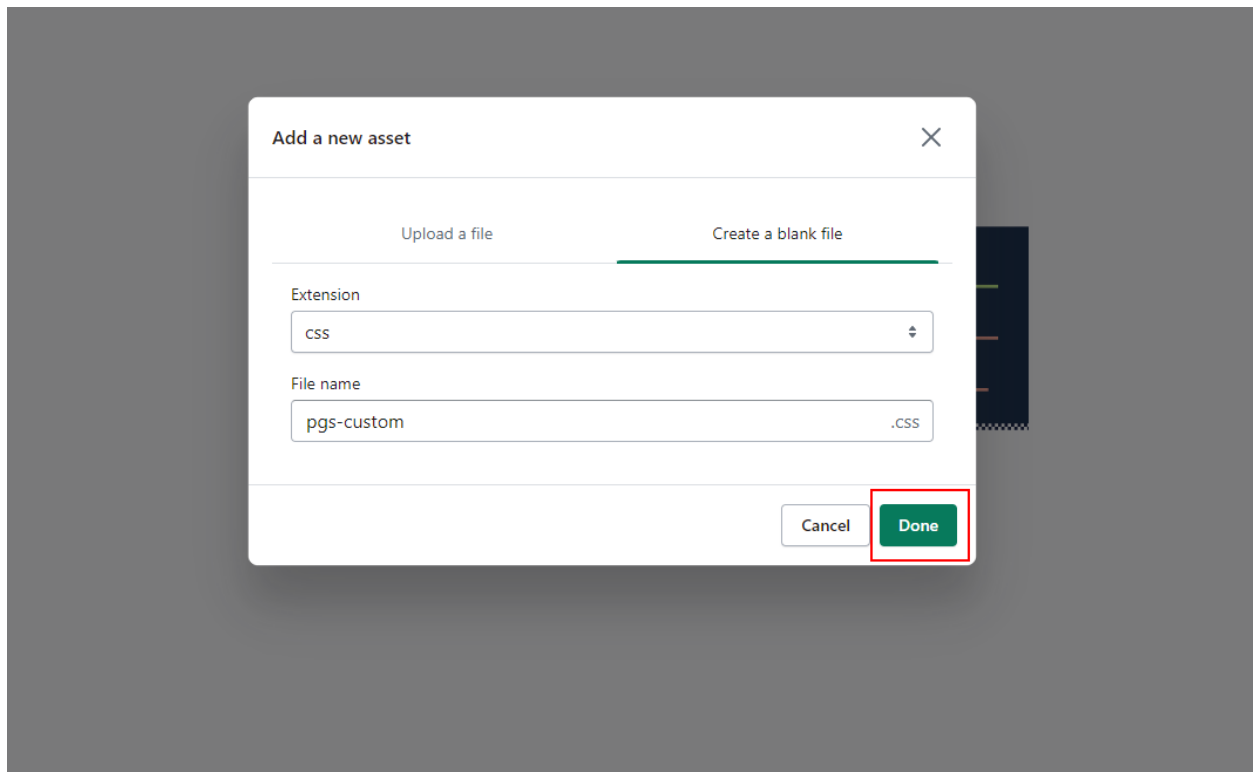 Add a new asset
Upload a file
Create a blank file
Extension
css
File name
pgs-custom
.css
Cancel
Done